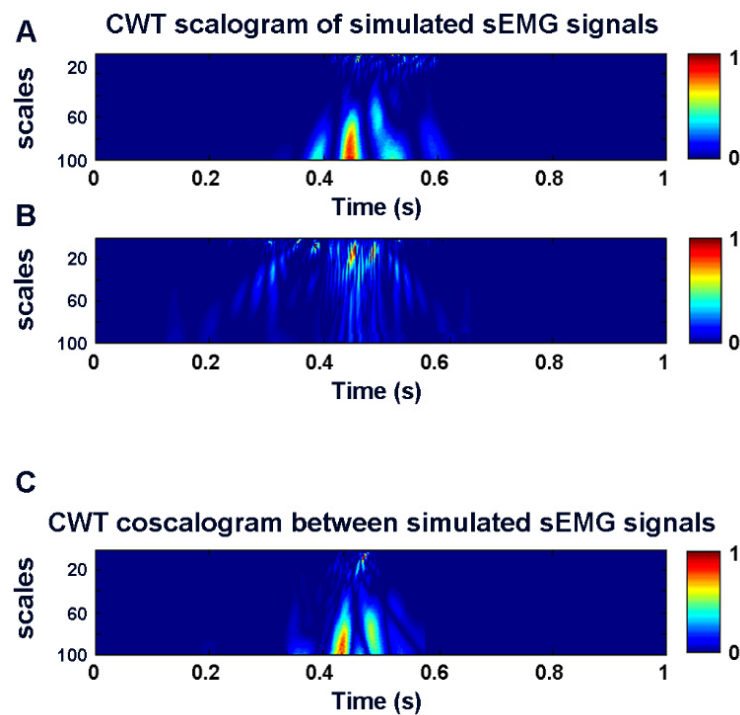 A
CWT scalogram of simulated sEMG signals
scales
20
60
100
0 0.2 0.4 0.6 0.8 1
Time (s)
1
0
B
scales
20
60
100
0 0.2 0.4 0.6 0.8 1
Time (s)
1
0
C
CWT coscalogram between simulated sEMG signals
scales
20
60
100
0 0.2 0.4 0.6 0.8 1
Time (s)
1
0